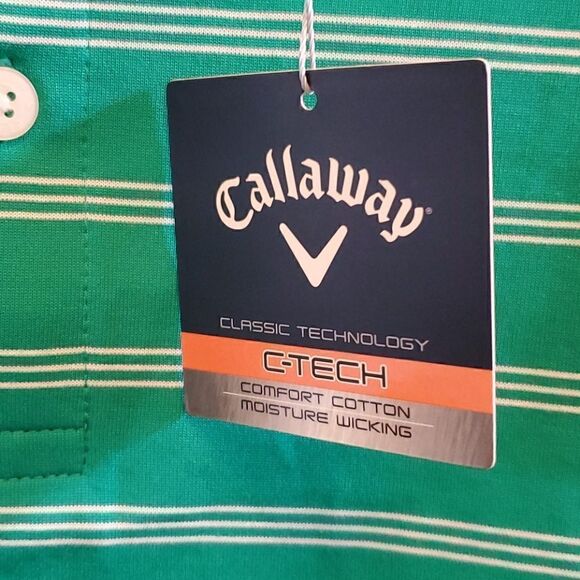 Callaway®
CLASSIC TECHNOLOGY
C-TECH
COMFORT COTTON
MOISTURE WICKING